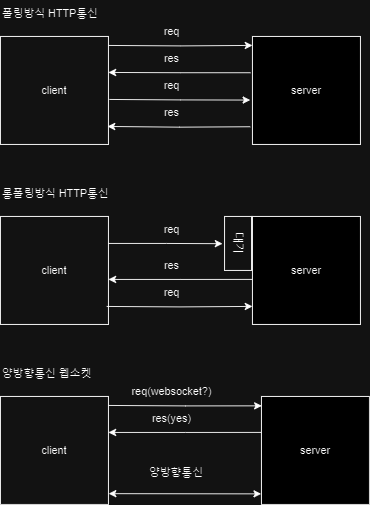 폴링방식 HTTP통신
req
res
client
server
req
res
롱폴링방식 HTTP통신
req
대기
client
server
res
req
양방향통신 웹소켓
req(websocket?)
res(yes)
client
server
양방향통신